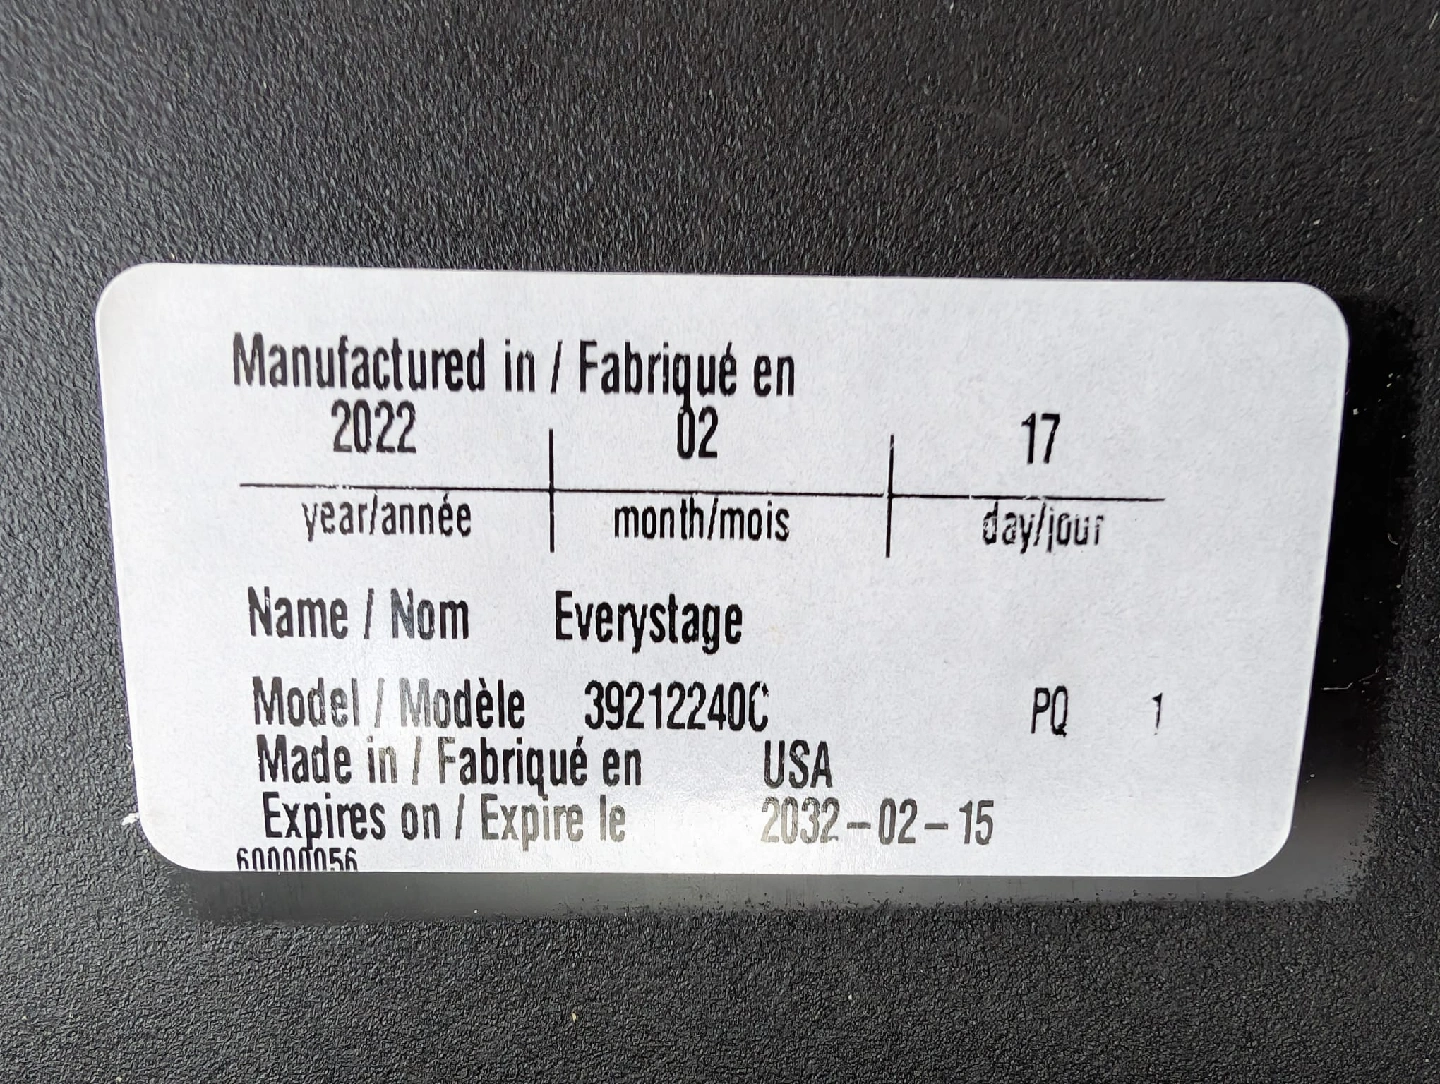 Manufactured in / Fabriqué en
2022 02 17
year/année month/mois day/jour
Name / Nom Everystage
Model / Modèle 39212240C PQ 1
Made in / Fabriqué en USA
Expires on / Expire le 2032-02-15
60000056